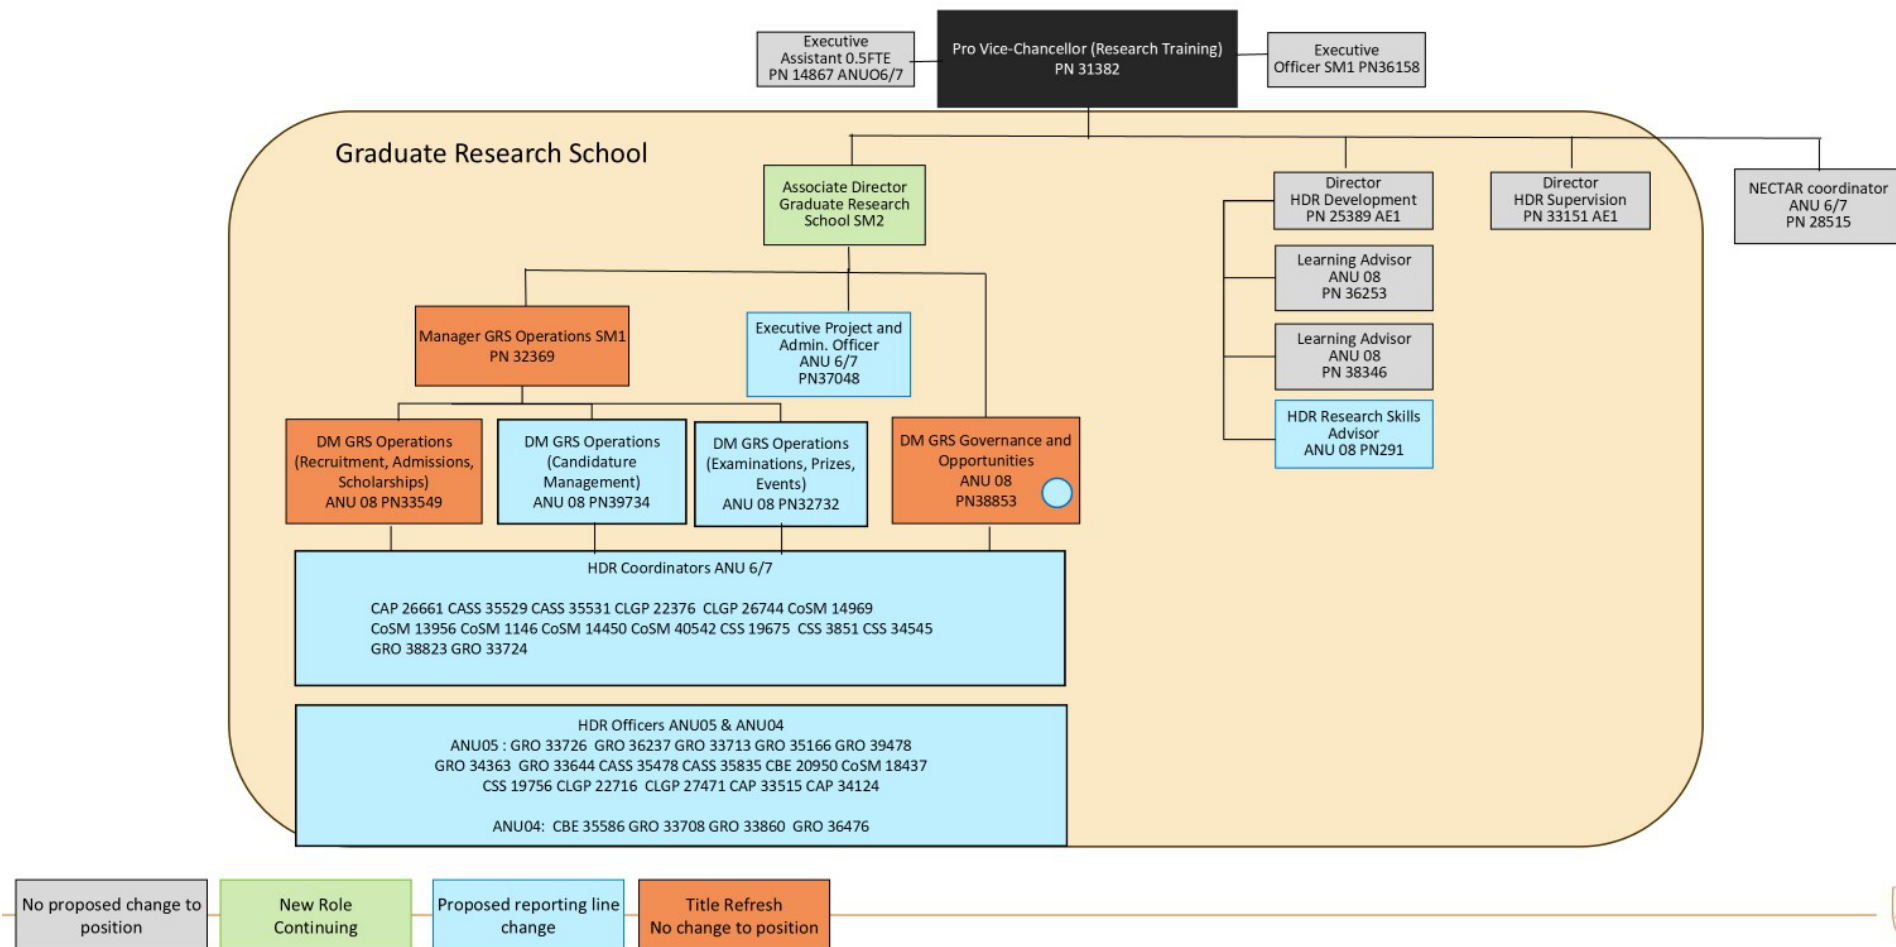 Executive
Assistant 0.5FTE
PN 14867 ANUO6/7
Pro Vice-Chancellor (Research Training)
PN 31382
Executive
Officer SM1 PN36158
Graduate Research School
Associate Director
Graduate Research
School SM2
Director
HDR Development
PN 25389 AE1
Director
HDR Supervision
PN 33151 AE1
NECTAR coordinator
ANU 6/7
PN 28515
Learning Advisor
ANU 08
PN 36253
Manager GRS Operations SM1
PN 32369
Executive Project and
Admin. Officer
ANU 6/7
PN37048
Learning Advisor
ANU 08
PN 38346
HDR Research Skills
Advisor
ANU 08 PN291
DM GRS Operations
(Recruitment, Admissions,
Scholarships)
ANU 08 PN33549
DM GRS Operations
(Candidature
Management)
ANU 08 PN39734
DM GRS Operations
(Examinations, Prizes,
Events)
ANU 08 PN32732
DM GRS Governance and
Opportunities
ANU 08
PN38853
HDR Coordinators ANU 6/7
CAP 26661 CASS 35529 CASS 35531 CLGP 22376 CLGP 26744 CoSM 14969
CoSM 13956 CoSM 1146 CoSM 14450 CoSM 40542 CSS 19675 CSS 3851 CSS 34545
GRO 38823 GRO 33724
HDR Officers ANU05 & ANU04
ANU05 : GRO 33726 GRO 36237 GRO 33713 GRO 35166 GRO 39478
GRO 34363 GRO 33644 CASS 35478 CASS 35835 CBE 20950 CoSM 18437
CSS 19756 CLGP 22716 CLGP 27471 CAP 33515 CAP 34124
ANU04: CBE 35586 GRO 33708 GRO 33860 GRO 36476
No proposed change to
position
New Role
Continuing
Proposed reporting line
change
Title Refresh
No change to position